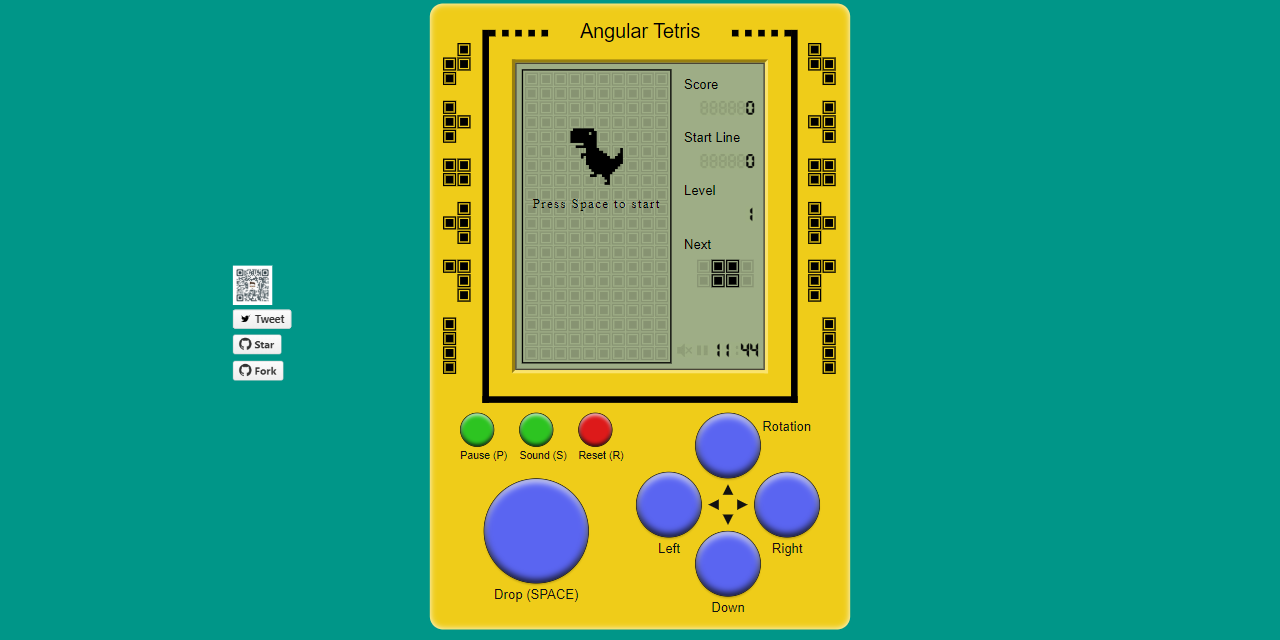 Angular Tetris
Score
0
Start Line
0
Level
1
Press Space to start
Next
11:44
Tweet
Star
Fork
Pause (P)
Sound (S)
Reset (R)
Rotation
Left
Right
Drop (SPACE)
Down